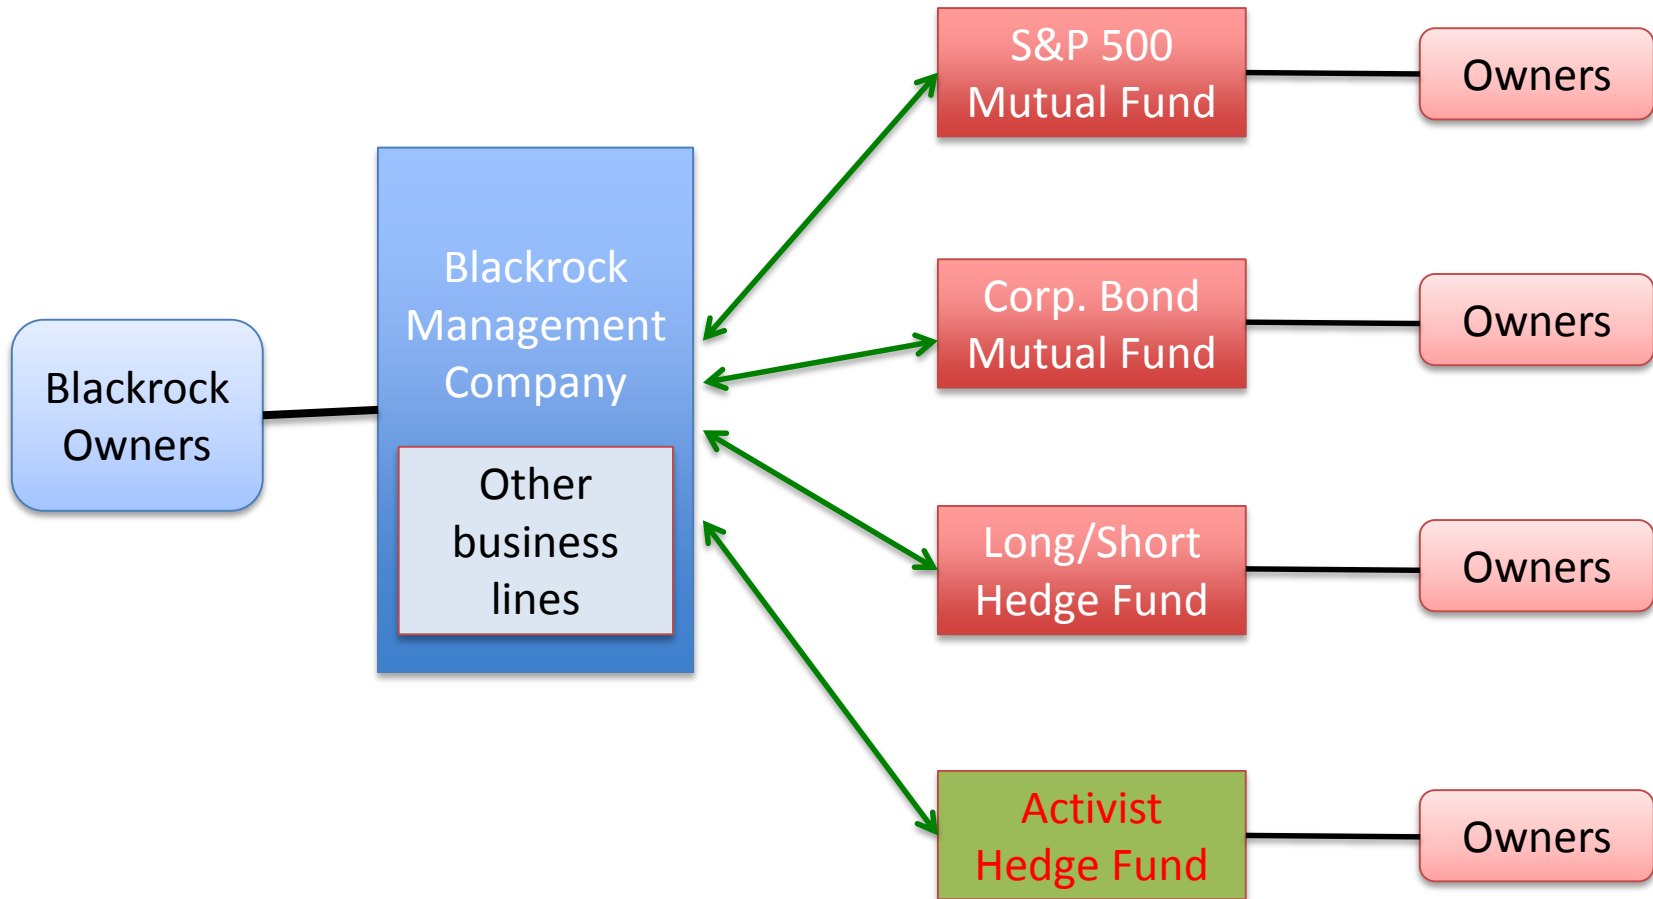 Blackrock
Owners
Blackrock
Management
Company
Other
business
lines
S&P 500
Mutual Fund
Owners
Corp. Bond
Mutual Fund
Owners
Long/Short
Hedge Fund
Owners
Activist
Hedge Fund
Owners